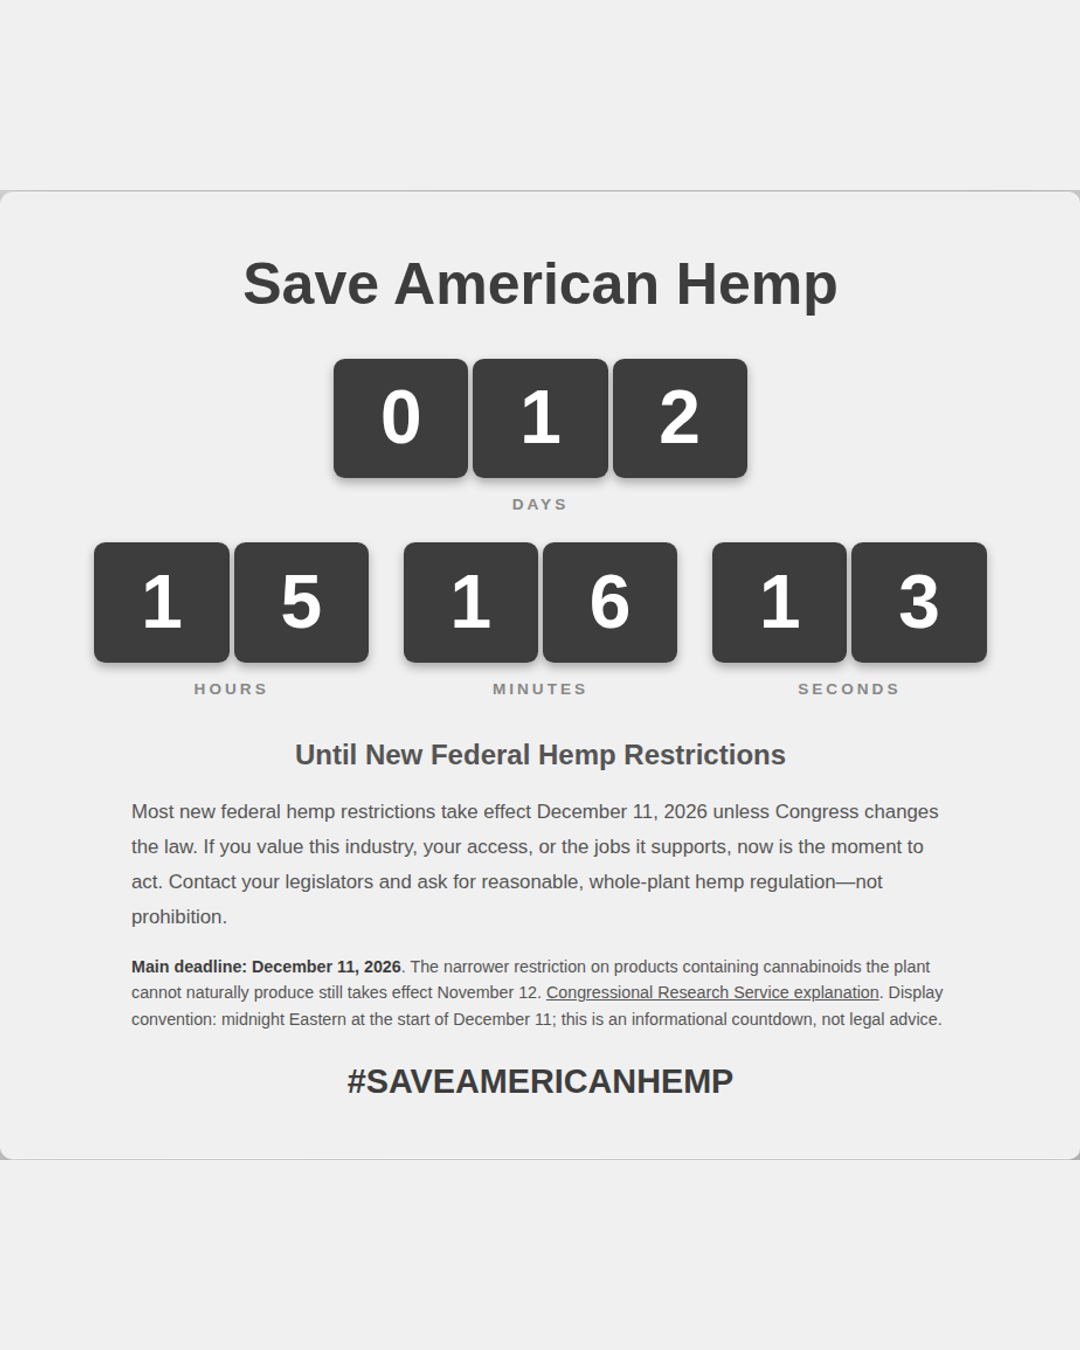 Save American Hemp
0 1 2
DAYS
1 5 1 6 1 3
HOURS MINUTES SECONDS
Until New Federal Hemp Restrictions
Most new federal hemp restrictions take effect December 11, 2026 unless Congress changes
the law. If you value this industry, your access, or the jobs it supports, now is the moment to
act. Contact your legislators and ask for reasonable, whole-plant hemp regulation—not
prohibition.
Main deadline: December 11, 2026. The narrower restriction on products containing cannabinoids the plant
cannot naturally produce still takes effect November 12. Congressional Research Service explanation. Display
convention: midnight Eastern at the start of December 11; this is an informational countdown, not legal advice.
#SAVEAMERICANHEMP